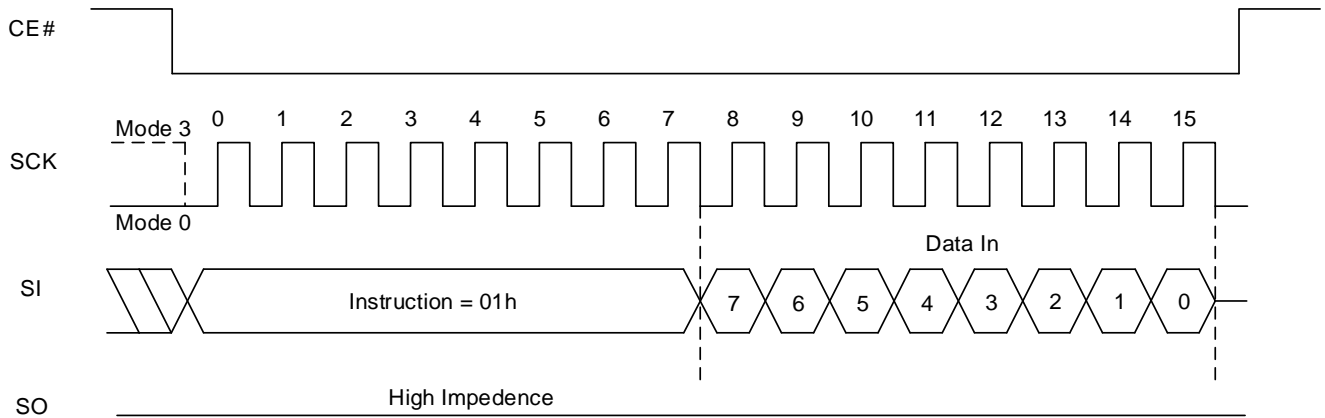 CE#
0 1 2 3 4 5 6 7 8 9 10 11 12 13 14 15
Mode 3
SCK
Mode 0
Data In
SI
Instruction = 01h 7 6 5 4 3 2 1 0
High Impedence
SO